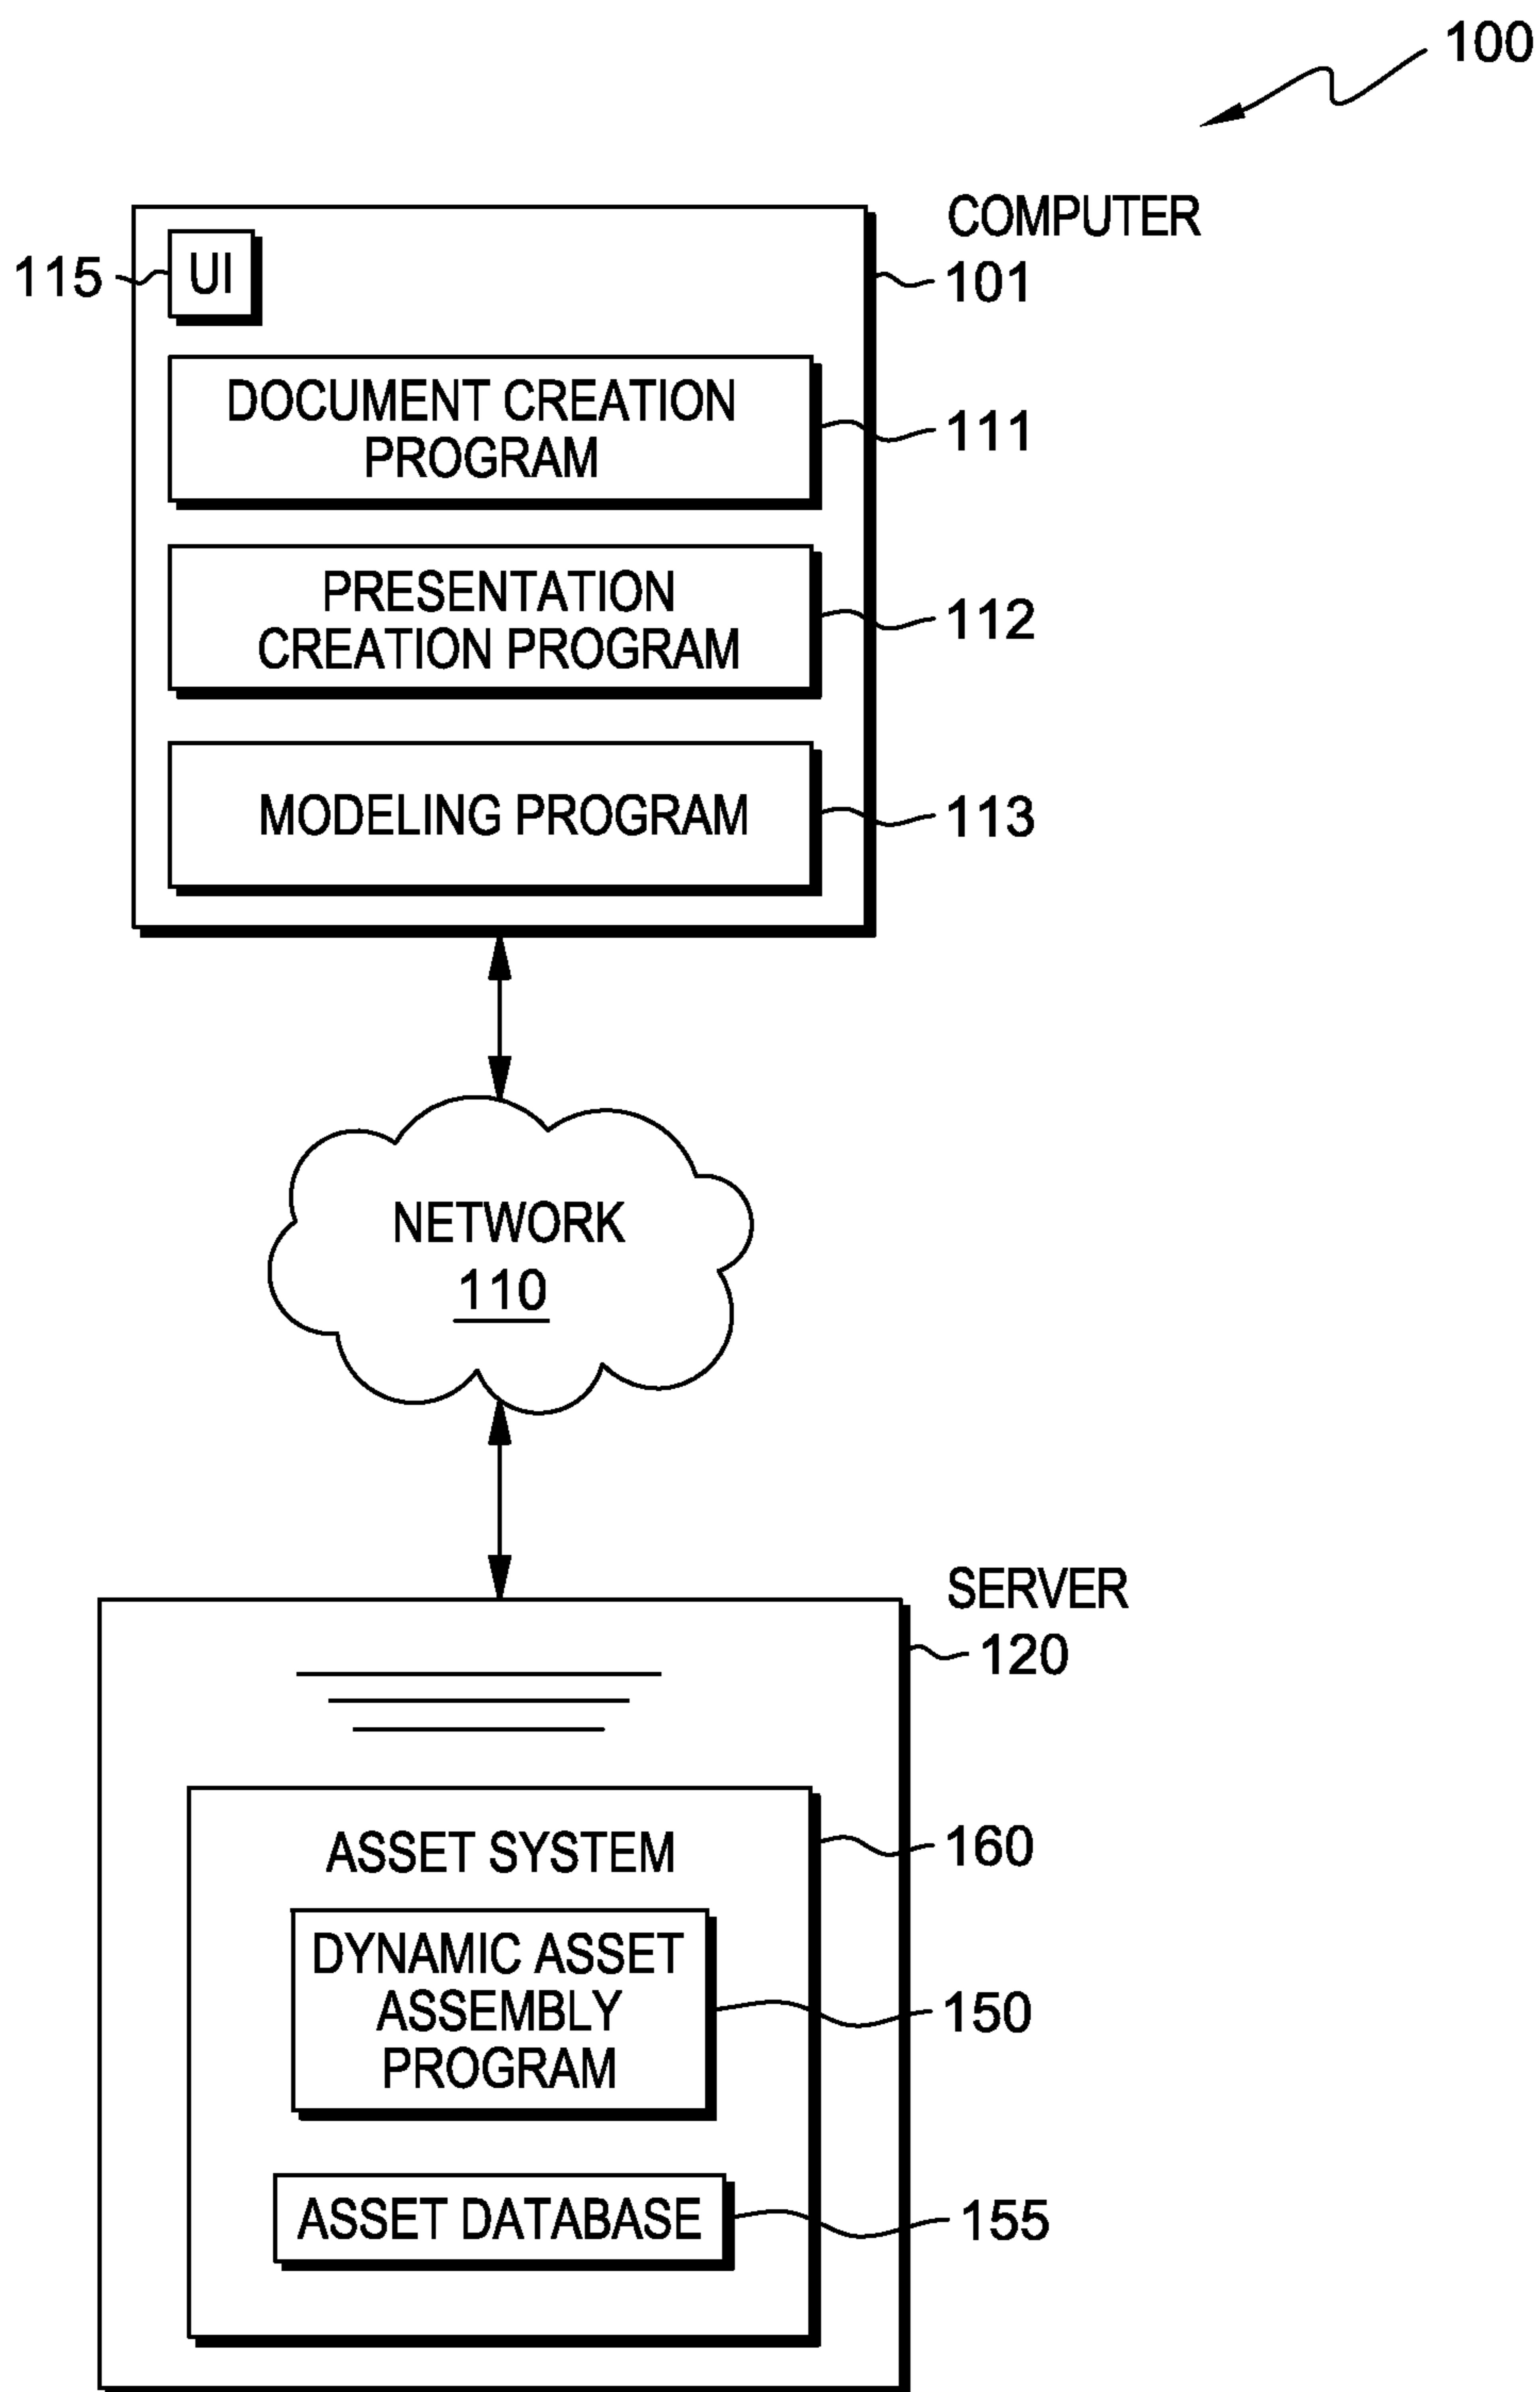 100
COMPUTER
101
115
UI
DOCUMENT CREATION
PROGRAM
111
PRESENTATION
CREATION PROGRAM
112
MODELING PROGRAM
113
NETWORK
110
SERVER
120
ASSET SYSTEM
160
DYNAMIC ASSET
ASSEMBLY
PROGRAM
150
ASSET DATABASE
155